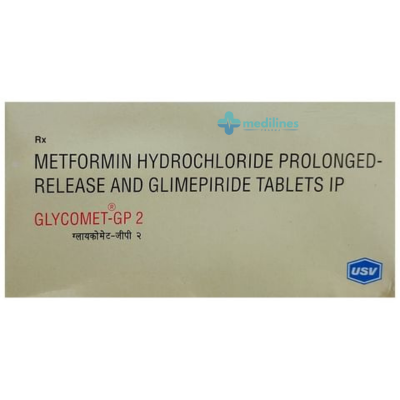 medilines
Rx
METFORMIN HYDROCHLORIDE PROLONGED-
RELEASE AND GLIMEPIRIDE TABLETS IP
GLYCOMET®-GP 2
ग्लायकोमेट-जीपी २
USV